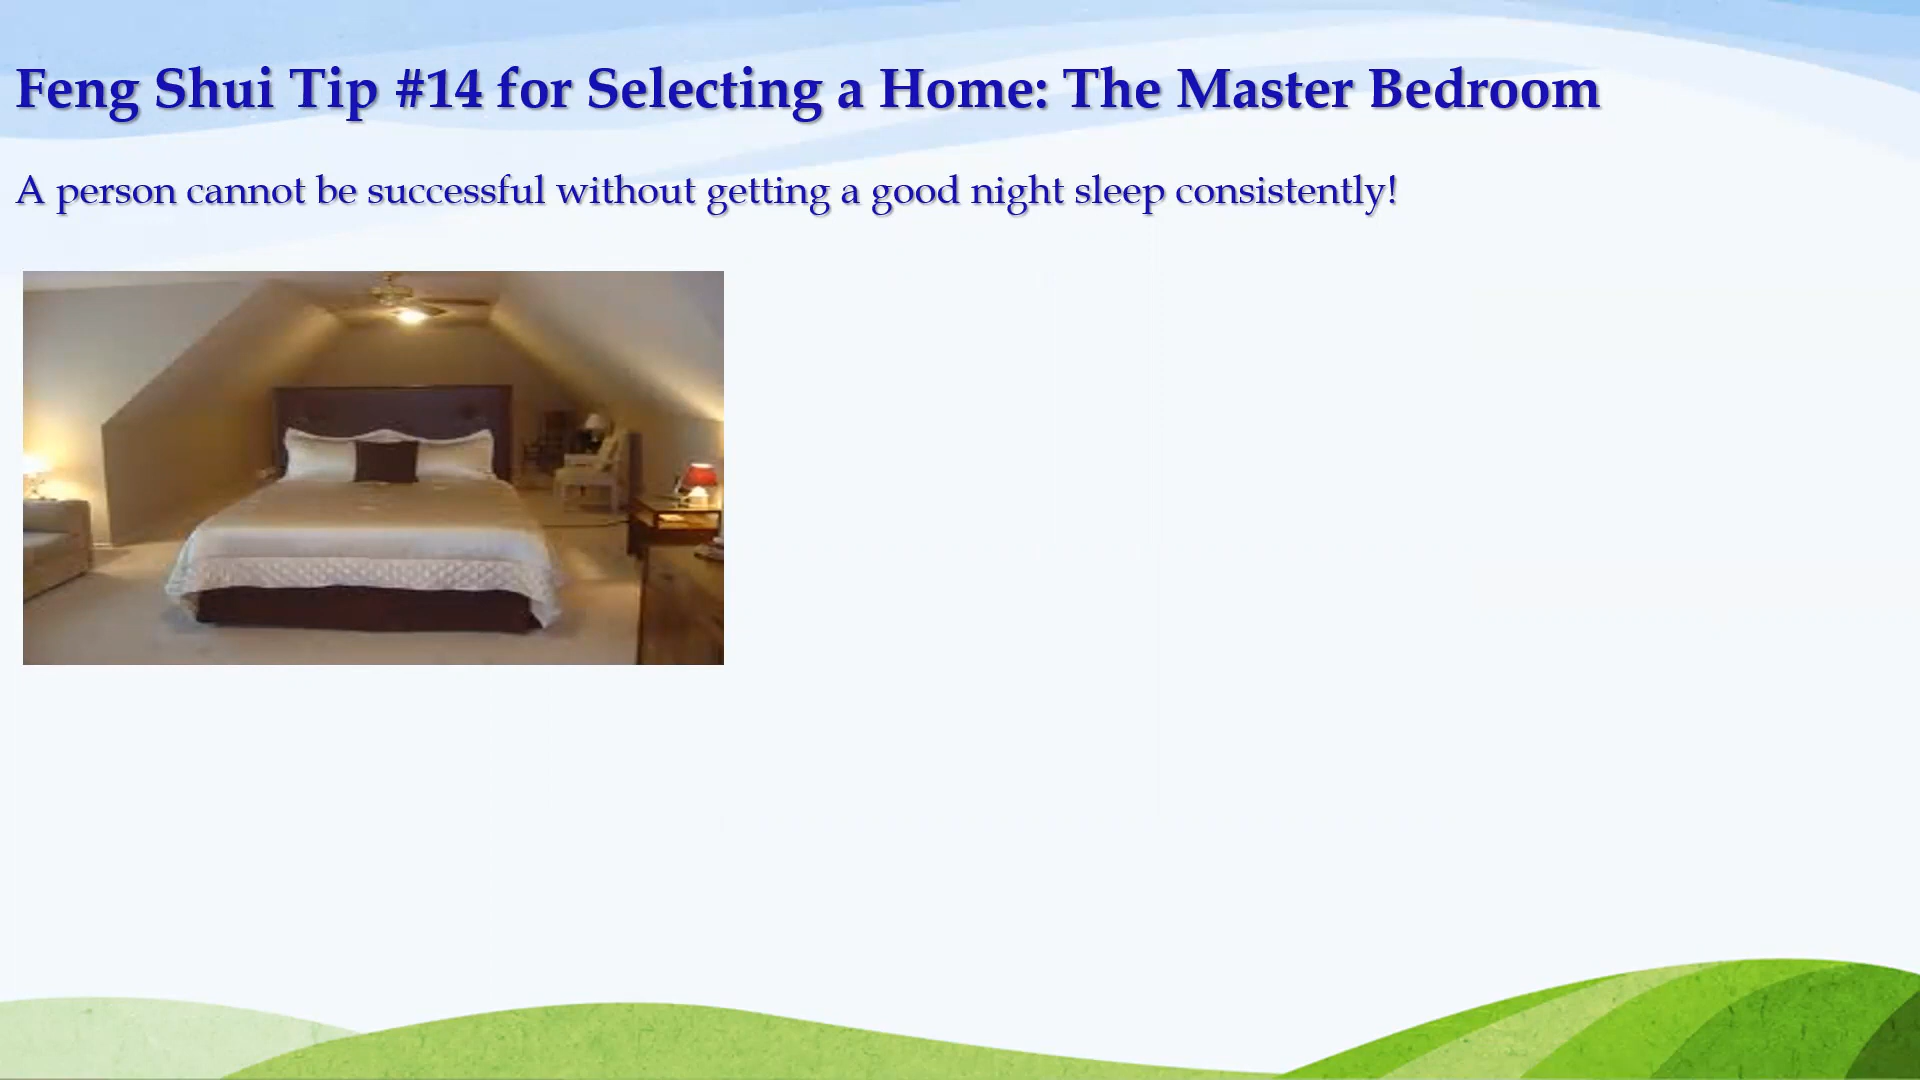 Feng Shui Tip #14 for Selecting a Home: The Master Bedroom
A person cannot be successful without getting a good night sleep consistently!